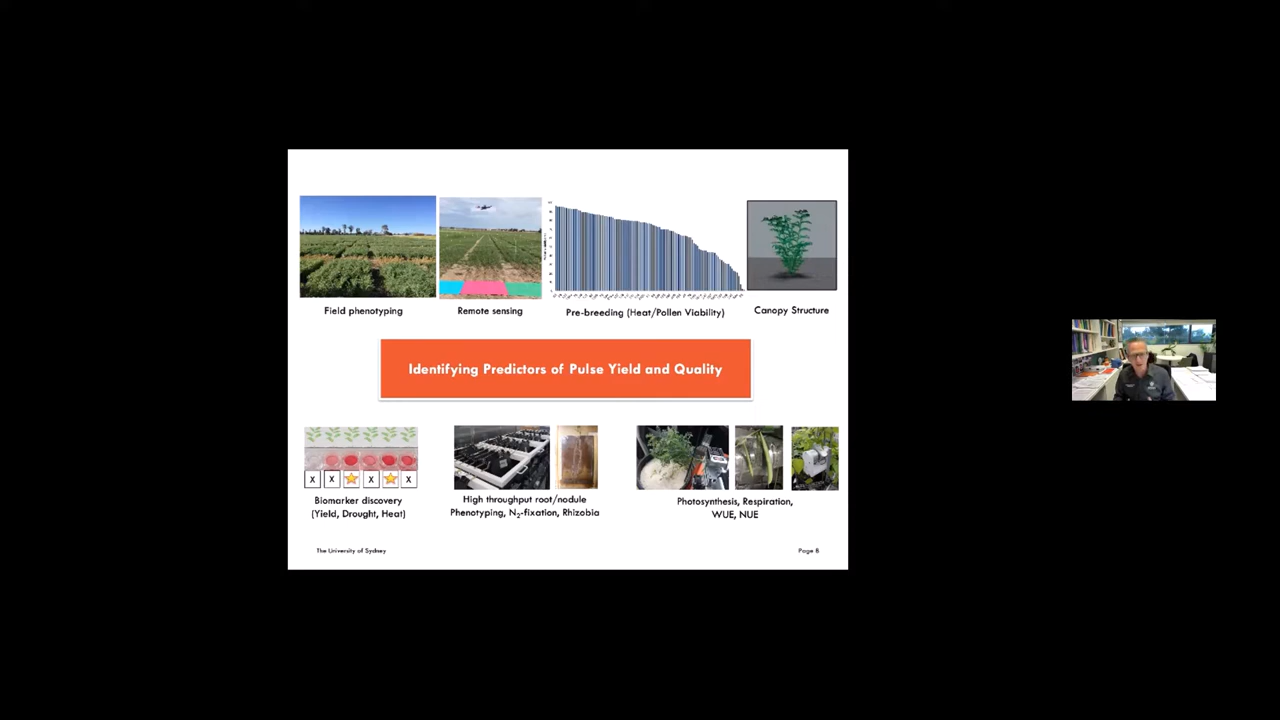 Field phenotyping
Remote sensing
Pre-breeding (Heat/Pollen Viability)
Canopy Structure
Identifying Predictors of Pulse Yield and Quality
X X X X
Biomarker discovery
(Yield, Drought, Heat)
High throughput root/nodule
Phenotyping, N₂-fixation, Rhizobia
Photosynthesis, Respiration,
WUE, NUE
The University of Sydney
Page 8